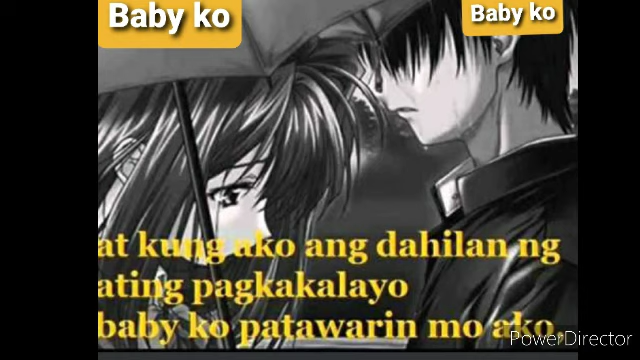 Baby ko
Baby ko
at kung ako ang dahilan ng
ating pagkakalayo
baby ko patawarin mo ako.
PowerDirector